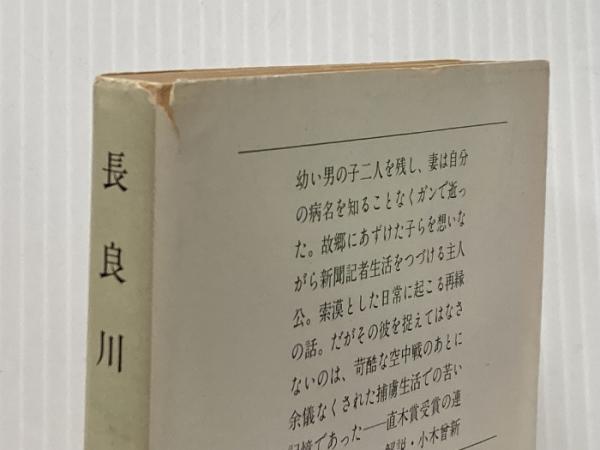 長良川
幼い男の子二人を残し、妻は自分
の病名を知ることなくガンで逝っ
た。故郷にあずけた子らを想いな
がら新聞記者生活をつづける主人
公。索漠とした日常に起こる再縁
の話。だがその彼を捉えてはなさ
ないのは、苛酷な空中戦のあとに
余儀なくされた捕虜生活での苦い
記憶であった──直木賞受賞の連
解説・小木曽新